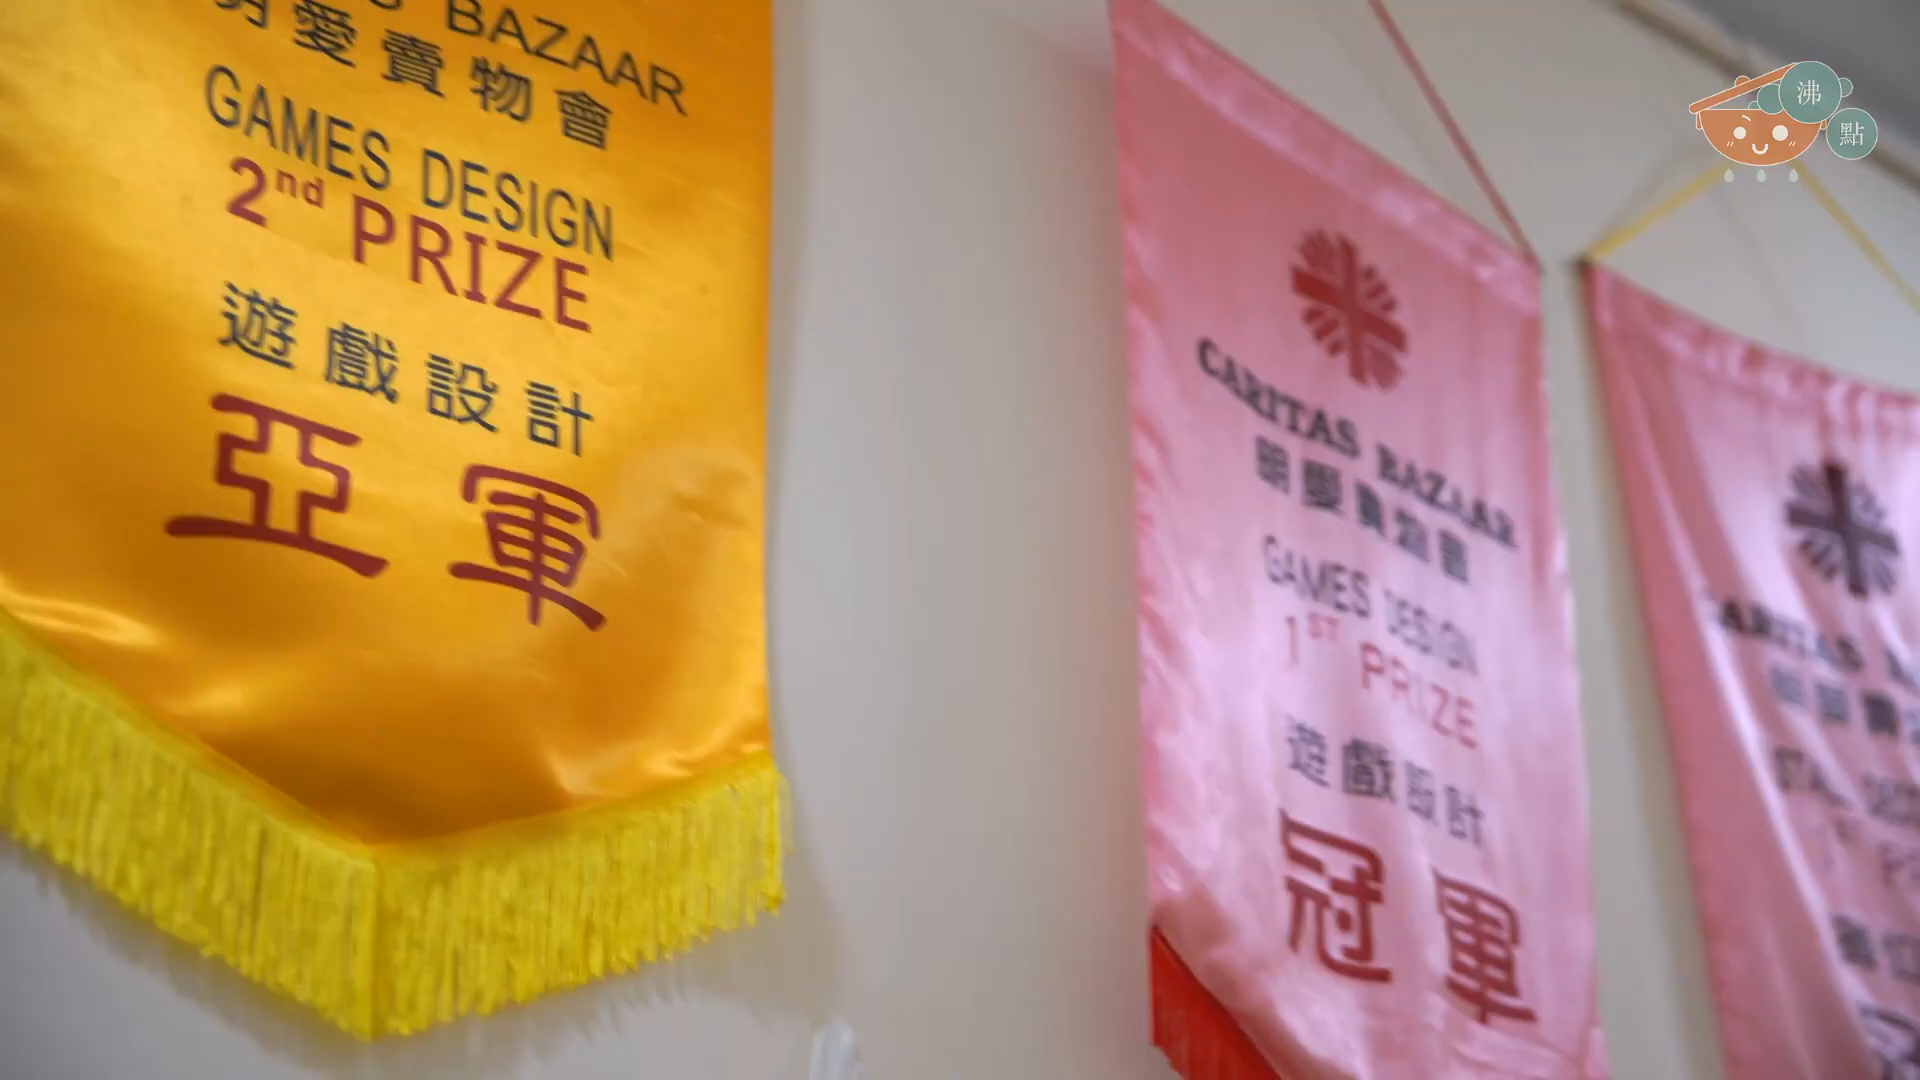 BAZAAR
愛賣物會
GAMES DESIGN
2nd PRIZE
遊戲設計
亞軍
CARITAS BAZAAR
明愛賣物會
GAMES DESIGN
1ST PRIZE
遊戲設計
冠軍
沸
點